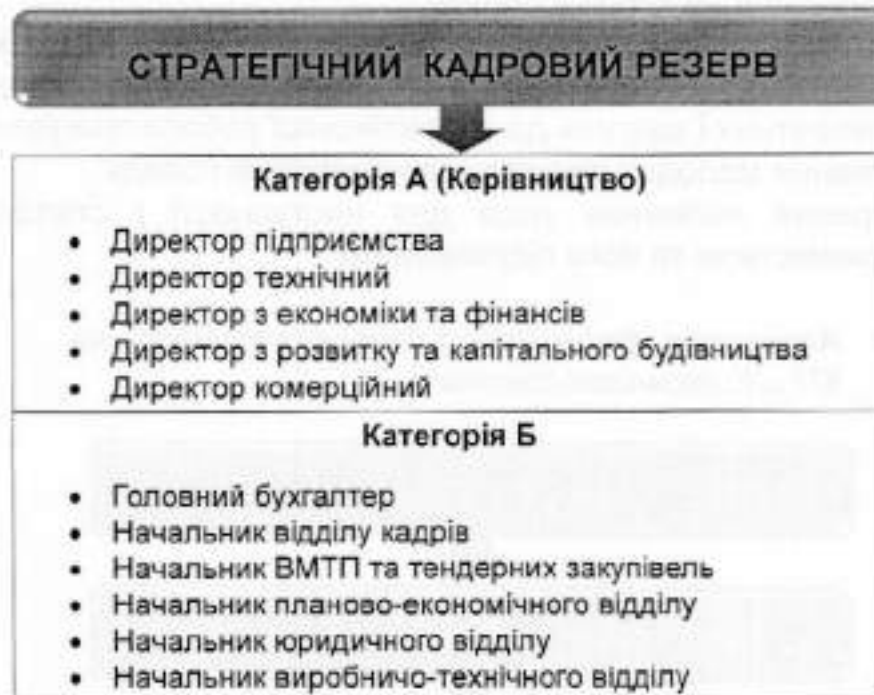 СТРАТЕГІЧНИЙ КАДРОВИЙ РЕЗЕРВ
Категорія А (Керівництво)
• Директор підприємства
• Директор технічний
• Директор з економіки та фінансів
• Директор з розвитку та капітального будівництва
• Директор комерційний
Категорія Б
• Головний бухгалтер
• Начальник відділу кадрів
• Начальник ВМТП та тендерних закупівель
• Начальник планово-економічного відділу
• Начальник юридичного відділу
• Начальник виробничо-технічного відділу